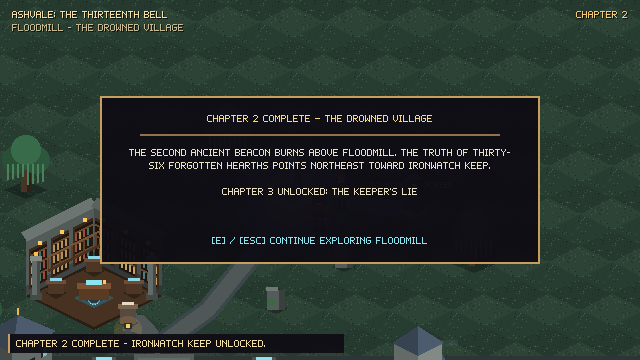 ASHVALE: THE THIRTEENTH BELL
FLOODMILL - THE DROWNED VILLAGE
CHAPTER 2
CHAPTER 2 COMPLETE - THE DROWNED VILLAGE
THE SECOND ANCIENT BEACON BURNS ABOVE FLOODMILL. THE TRUTH OF THIRTY-
SIX FORGOTTEN HEARTHS POINTS NORTHEAST TOWARD IRONWATCH KEEP.
CHAPTER 3 UNLOCKED: THE KEEPER'S LIE
[E] / [ESC] CONTINUE EXPLORING FLOODMILL
CHAPTER 2 COMPLETE - IRONWATCH KEEP UNLOCKED.